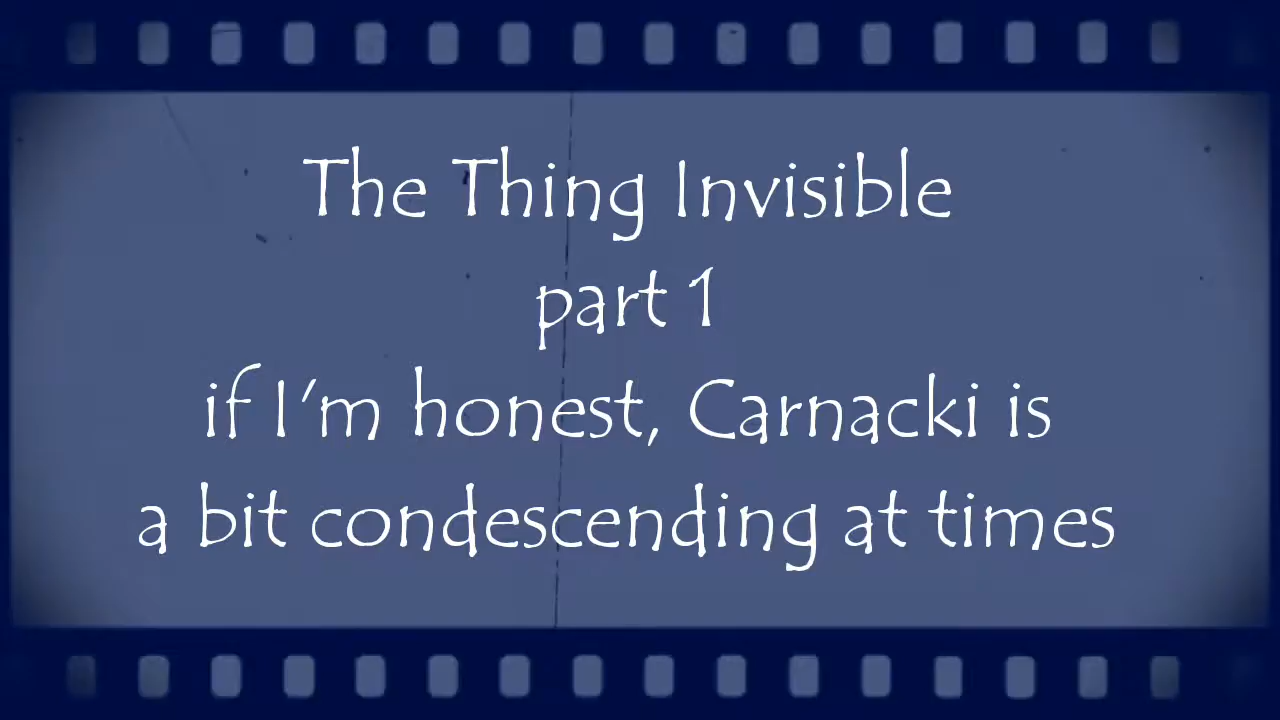 The Thing Invisible
part 1
if I'm honest, Carnacki is
a bit condescending at times